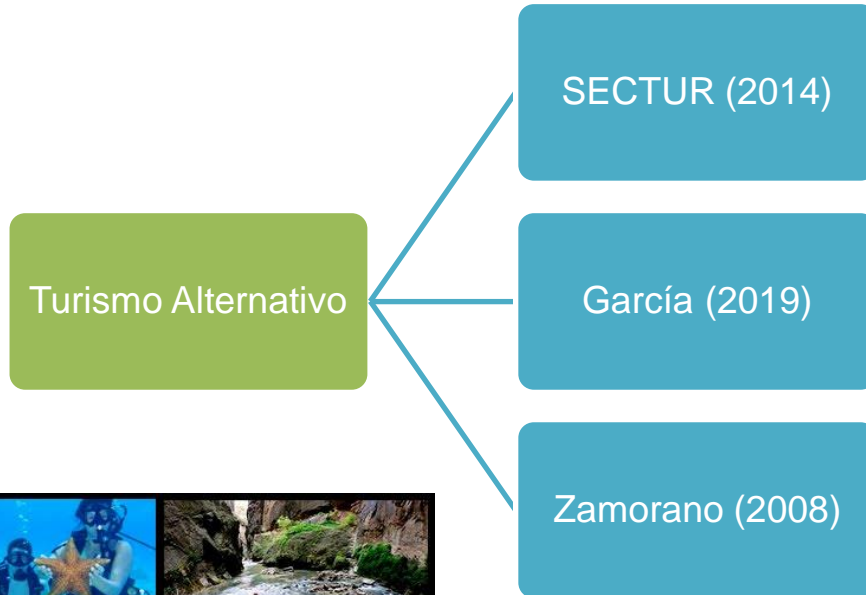 SECTUR (2014)
Turismo Alternativo
García (2019)
Zamorano (2008)